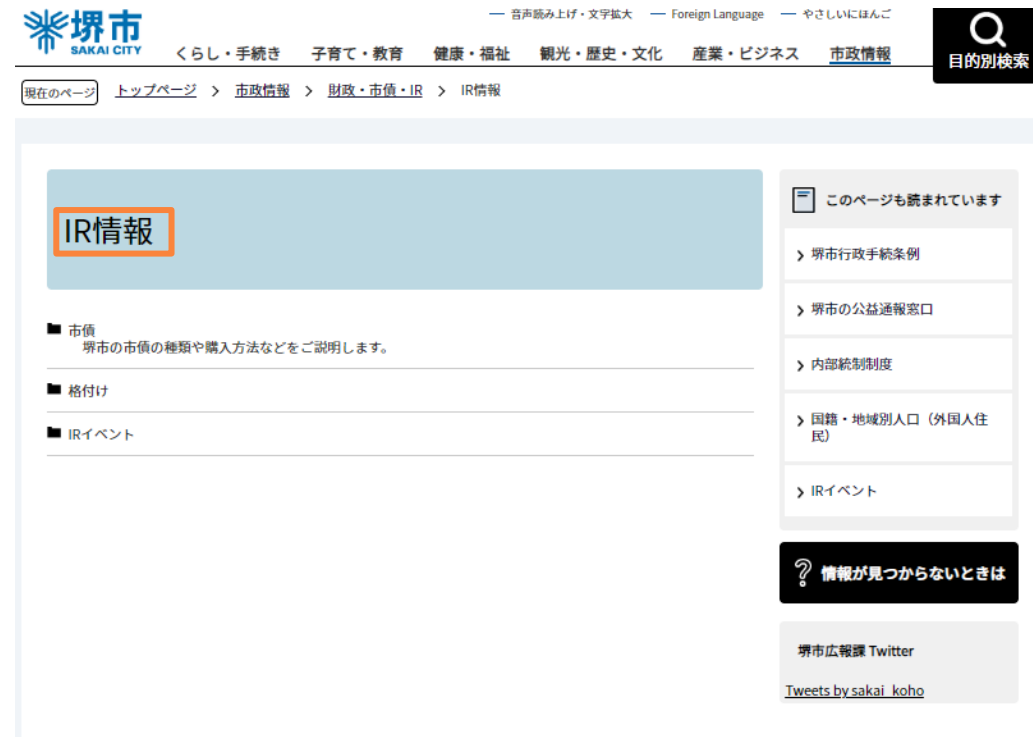 堺市
SAKAI CITY
音声読み上げ・文字拡大 Foreign Language やさしいにほんご
くらし・手続き 子育て・教育 健康・福祉 観光・歴史・文化 産業・ビジネス 市政情報
目的別検索
現在のページ トップページ > 市政情報 > 財政・市債・IR > IR情報
IR情報
市債
堺市の市債の種類や購入方法などをご説明します。
格付け
IRイベント
このページも読まれています
堺市行政手続条例
堺市の公益通報窓口
内部統制制度
国籍・地域別人口（外国人住
民）
IRイベント
情報が見つからないときは
堺市広報課 Twitter
Tweets by sakai_koho